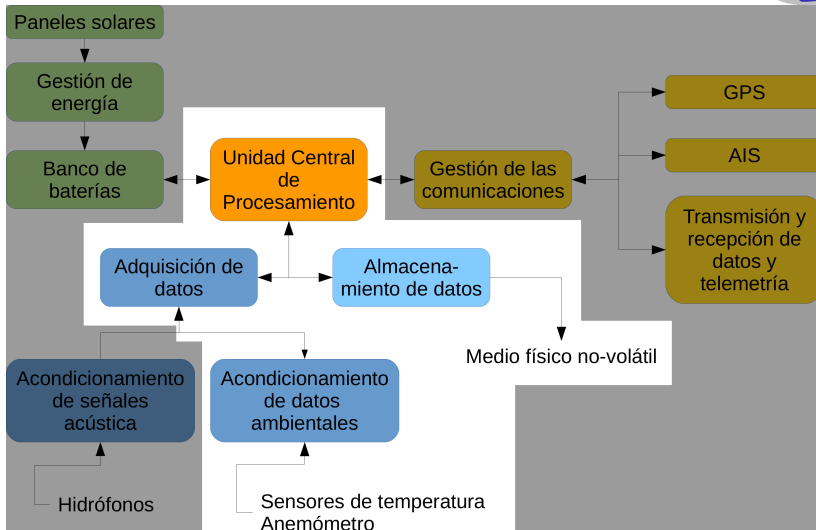 Paneles solares
Gestión de
energía
Banco de
baterías
Unidad Central
de
Procesamiento
Gestión de las
comunicaciones
GPS
AIS
Transmisión y
recepción de
datos y
telemetría
Adquisición de
datos
Almacena-
miento de datos
Medio físico no-volátil
Acondicionamiento
de señales
acústica
Acondicionamiento
de datos
ambientales
Hidrófonos
Sensores de temperatura
Anemómetro